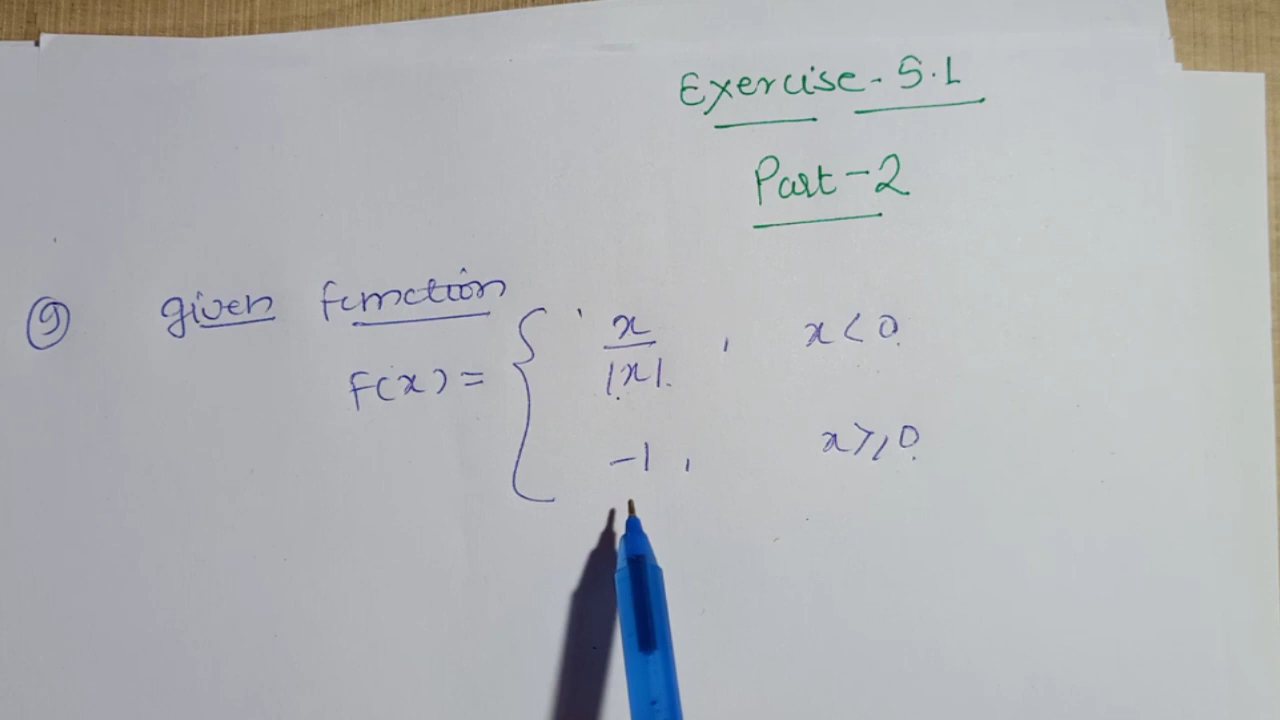 Exercise - 5.1
Part - 2
⑨ given function
f(x) = { x/|x| , x < 0
-1 , x ≥ 0